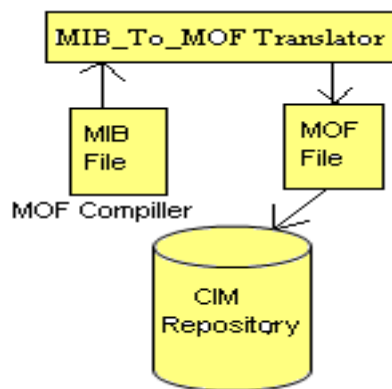 MIB_To_MOF Translator
MIB
File
MOF
File
MOF Compiller
CIM
Repository